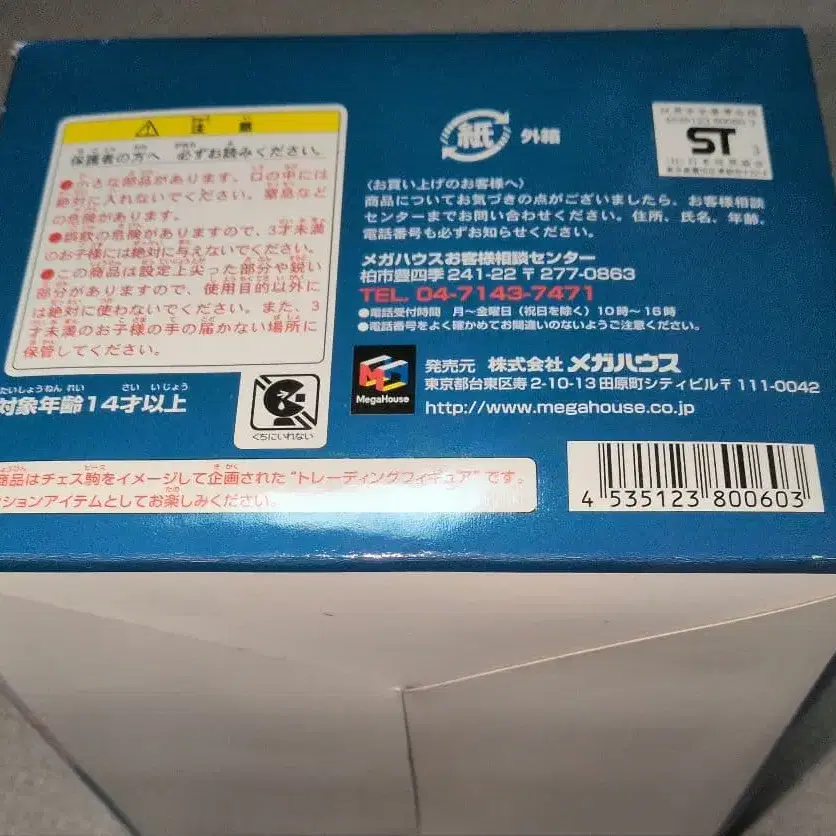 注意
保護者の方へ 必ずお読みください。
●小さな部品があります。口の中には
絶対に入れないでください。窒息など
の危険があります。
●誤飲の危険がありますので、3才未満
のお子様には絶対に与えないでください。
●この商品は設定上尖った部分や鋭い
部分がありますので、使用目的以外に
は絶対に使わないでください。また、3
才未満のお子様の手の届かない場所に
保管してください。
たいしょうねんれい さいいじょう
対象年齢14才以上
くちにいれない
商品はチェス駒をイメージして企画された“トレーディングフィギュア”です。
ションアイテムとしてお楽しみください。
紙 外箱
ST
3
〈お買い上げのお客様へ〉
商品についてお気づきの点がございましたら、お客様相談
センターまでお問い合わせください。住所、氏名、年齢、
電話番号も必ずお知らせください。
メガハウスお客様相談センター
柏市豊四季241-22 〒277-0863
TEL. 04-7143-7471
●電話受付時間 月~金曜日(祝日を除く)10時~16時
●電話番号をよく確かめてお間違いのないようご注意ください。
MegaHouse
発売元 株式会社メガハウス
東京都台東区寿2-10-13 田原町シティビル〒111-0042
http://www.megahouse.co.jp
4 535123 800603